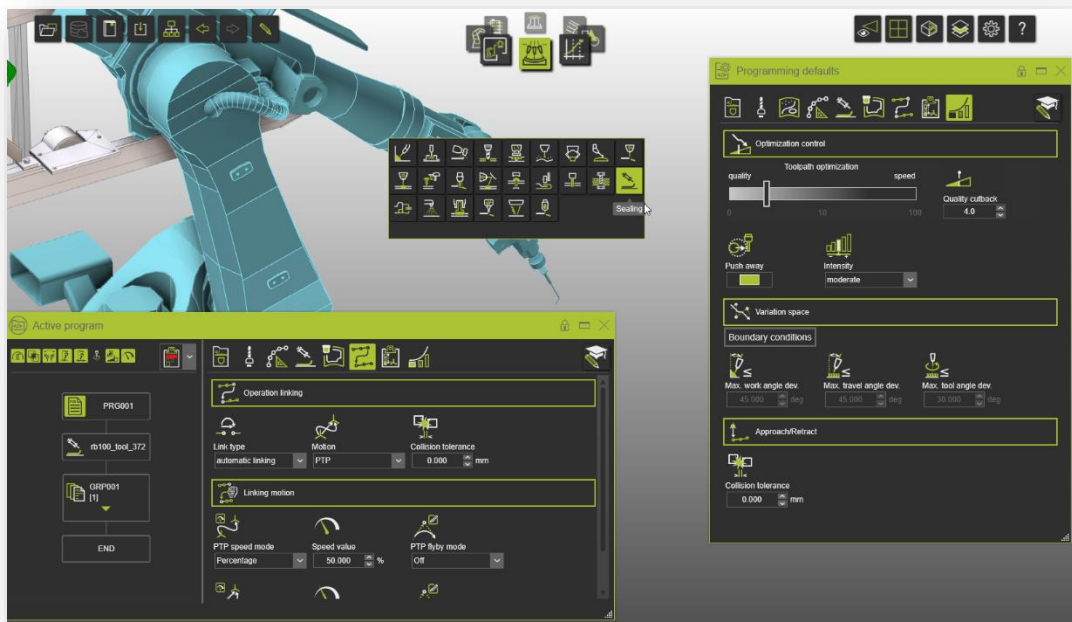 Programming defaults
Optimization control
Toolpath optimization
quality speed
0 10 100
Quality cutback
4.0
Push away
Intensity
moderate
Variation space
Boundary conditions
Max. work angle dev. Max. travel angle dev. Max. tool angle dev.
45.000 deg 45.000 deg 30.000 deg
Approach/Retract
Collision tolerance
0.000 mm
Sealing
Active program
PRG001
rb100_tool_372
GRP001
[1]
END
Operation linking
Link type Motion Collision tolerance
automatic linking PTP 0.000 mm
Linking motion
PTP speed mode Speed value PTP flyby mode
Percentage 50.000 % Off
?